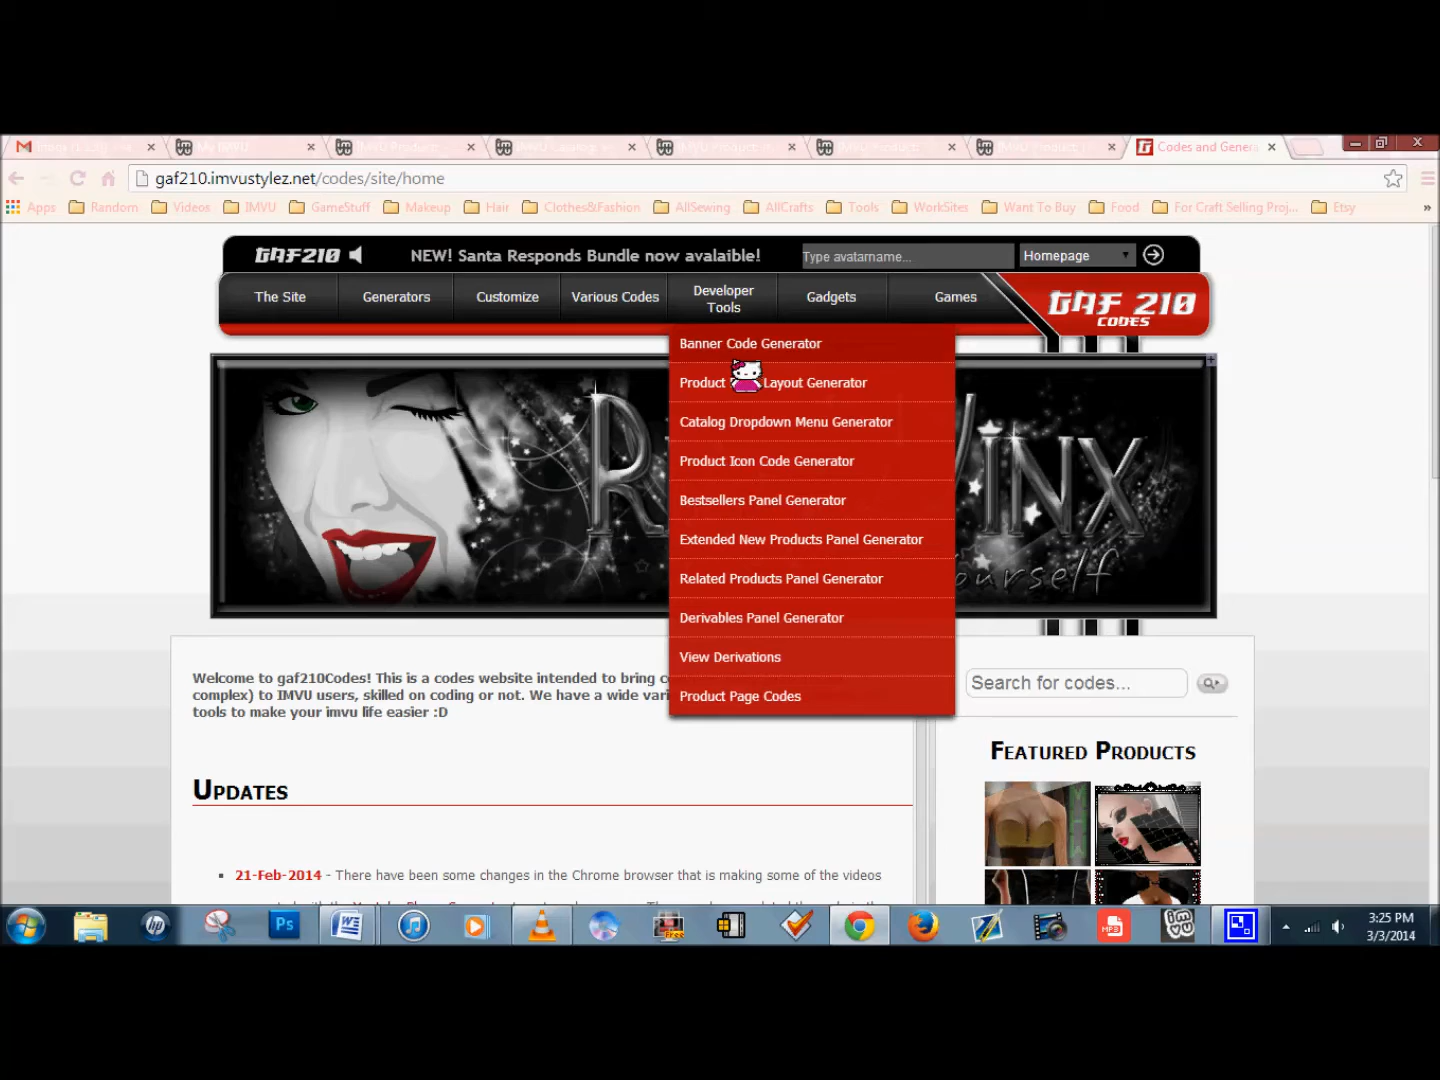 My IMVU
Codes and Genera
gaf210.imvustylez.net/codes/site/home
Apps Random Videos IMVU GameStuff Makeup Hair Clothes&Fashion AllSewing AllCrafts Tools WorkSites Want To Buy Food For Craft Selling Proj... Etsy »
GAF210 NEW! Santa Responds Bundle now avalaible! Type avatarname... Homepage
The Site Generators Customize Various Codes Developer Tools Gadgets Games
GAF 210
CODES
Banner Code Generator
Product Layout Generator
Catalog Dropdown Menu Generator
Product Icon Code Generator
Bestsellers Panel Generator
Extended New Products Panel Generator
Related Products Panel Generator
Derivables Panel Generator
View Derivations
Product Page Codes
Welcome to gaf210Codes! This is a codes website intended to bring
complex) to IMVU users, skilled on coding or not. We have a wide
tools to make your imvu life easier :D
Search for codes...
Updates
Featured Products
21-Feb-2014 - There have been some changes in the Chrome browser that is making some of the videos
Ps
Free
MP3
imvu
3:25 PM
3/3/2014